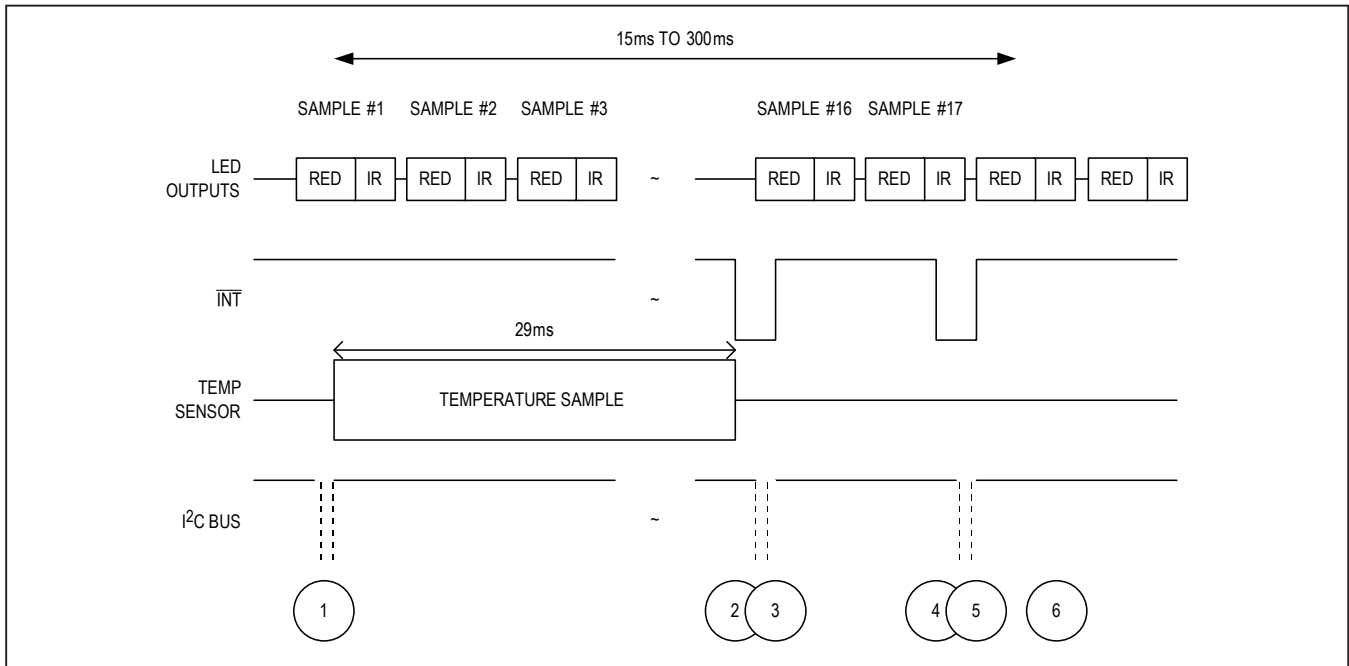 15ms TO 300ms
SAMPLE #1 SAMPLE #2 SAMPLE #3 SAMPLE #16 SAMPLE #17
LED
OUTPUTS
RED IR RED IR RED IR ~ RED IR RED IR RED IR RED IR
INT ~
29ms
TEMP
SENSOR
TEMPERATURE SAMPLE
I²C BUS ~
1 2 3 4 5 6